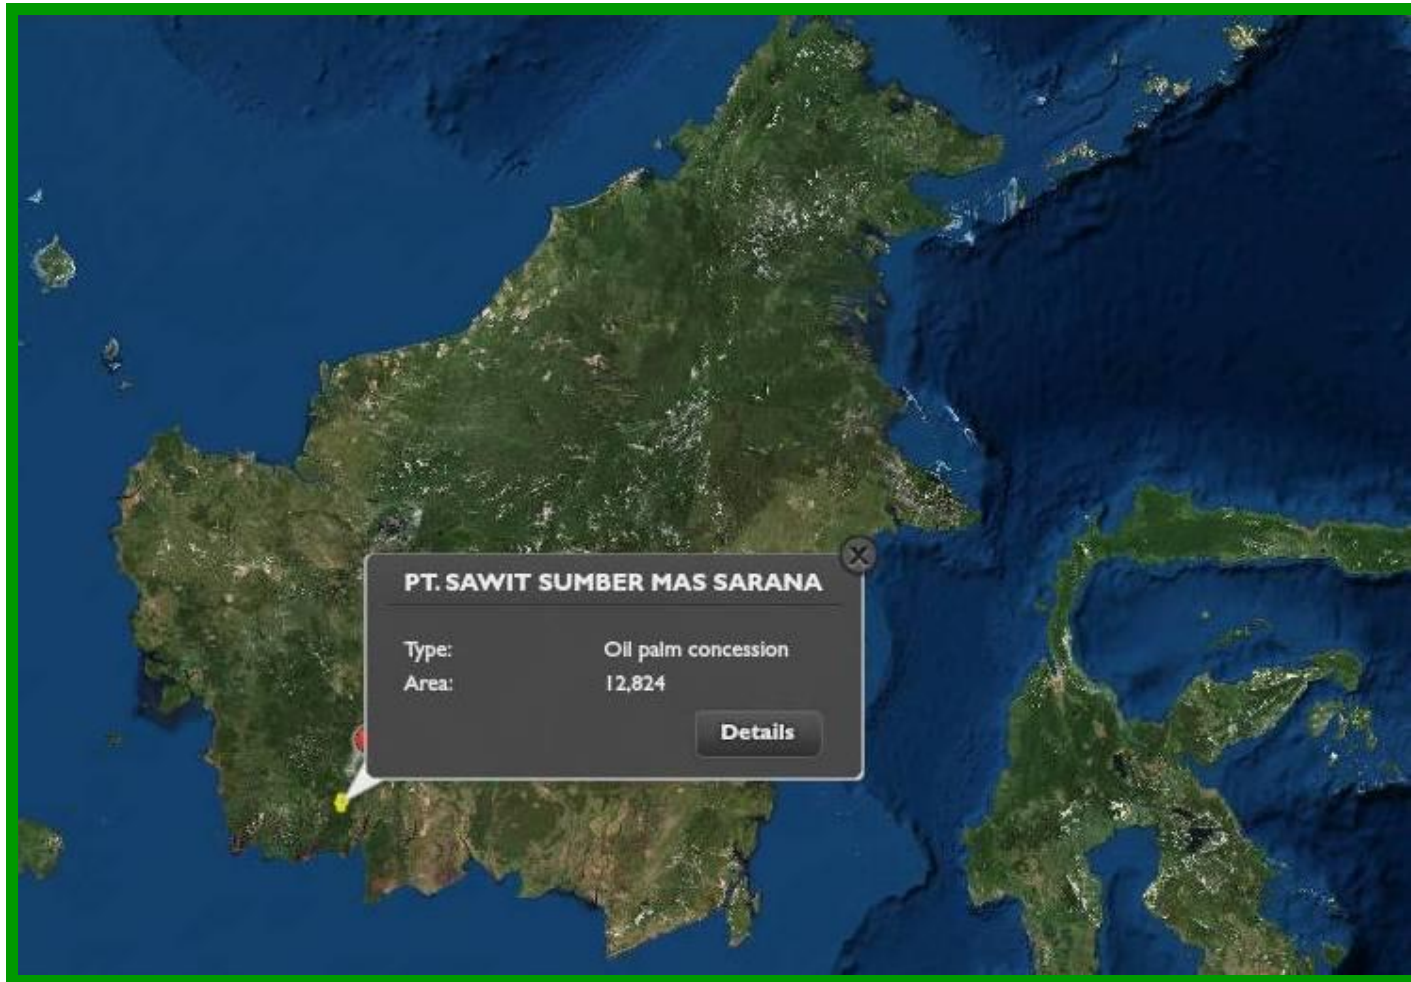 PT. SAWIT SUMBER MAS SARANA
Type: Oil palm concession
Area: 12,824
Details